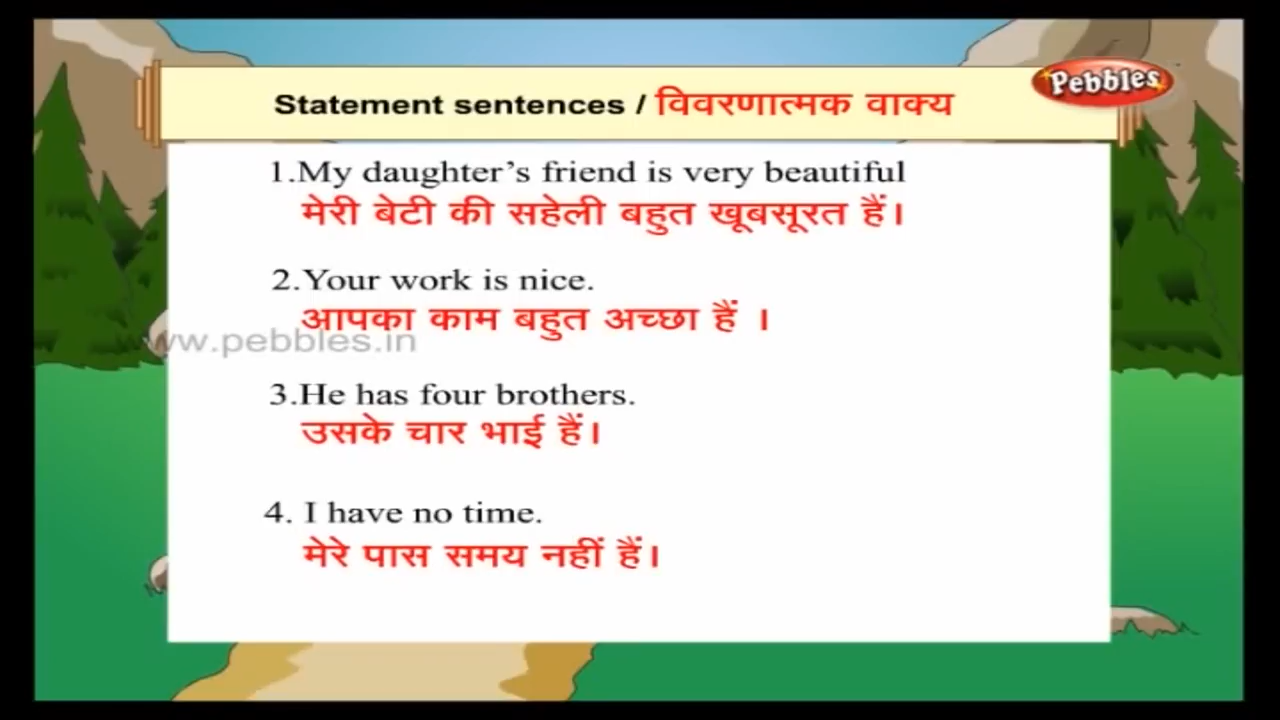 Pebbles
Statement sentences / विवरणात्मक वाक्य
1.My daughter's friend is very beautiful
मेरी बेटी की सहेली बहुत खूबसूरत हैं।
2.Your work is nice.
आपका काम बहुत अच्छा हैं ।
www.pebbles.in
3.He has four brothers.
उसके चार भाई हैं।
4. I have no time.
मेरे पास समय नहीं हैं।